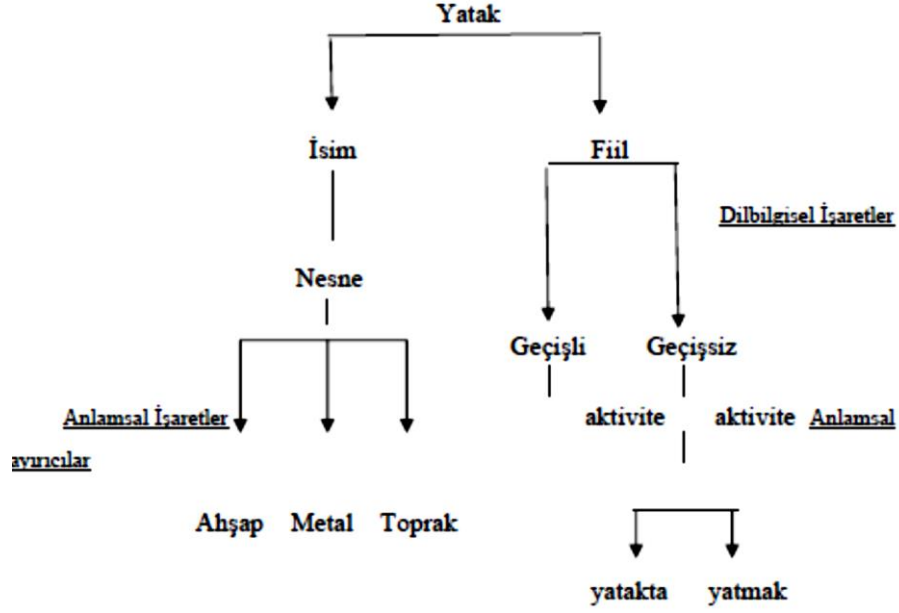 Yatak
İsim Fiil
Dilbilgisel İşaretler
Nesne
Geçişli Geçişsiz
Anlamsal İşaretler aktivite aktivite Anlamsal
ayırıcılar
Ahşap Metal Toprak
yatakta yatmak